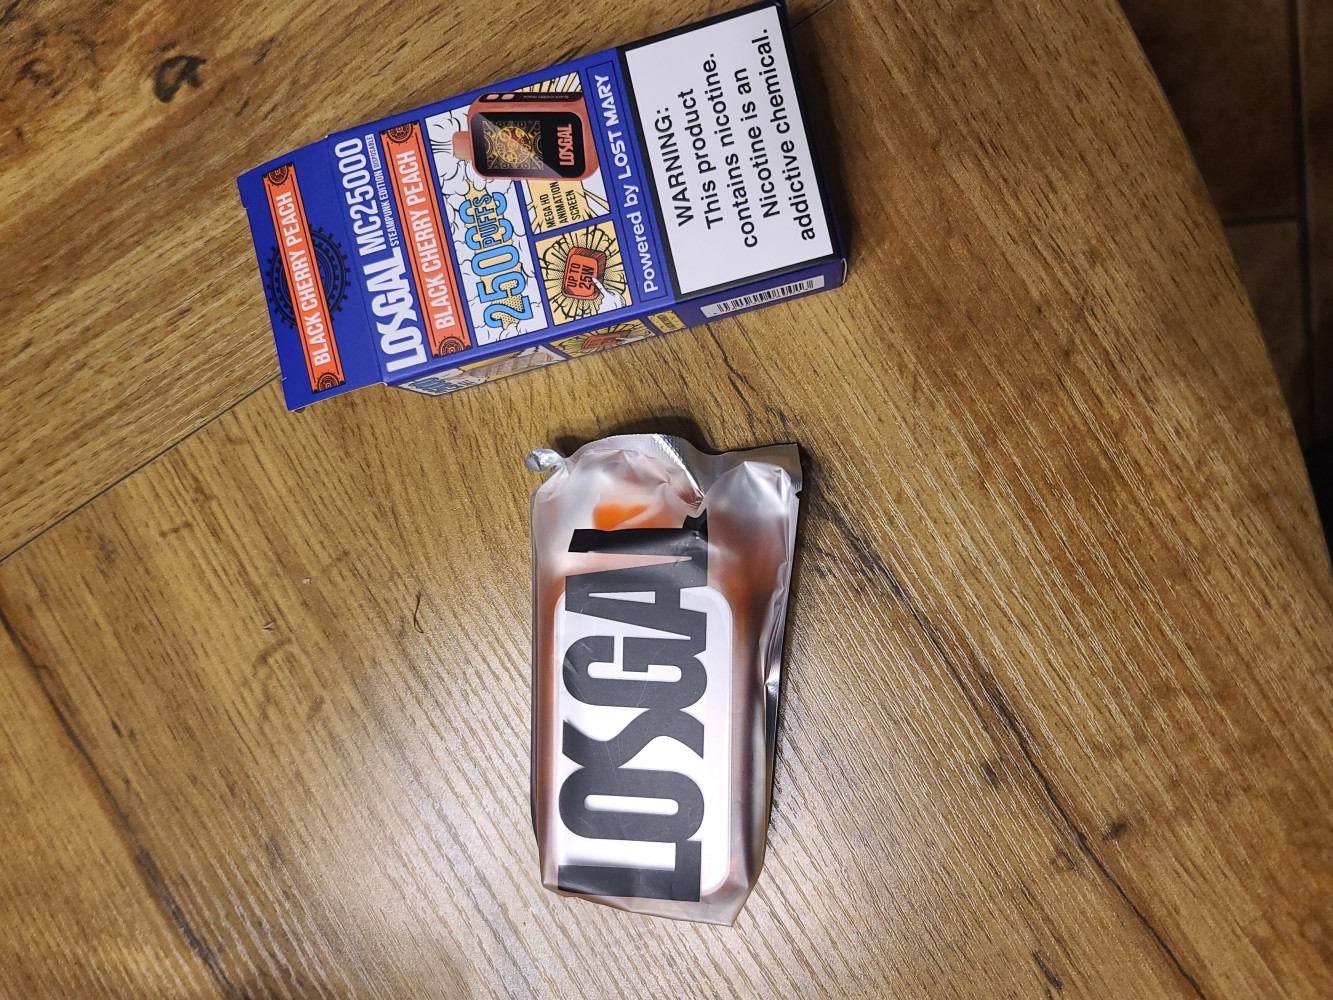 BLACK CHERRY PEACH
LOSGAL MC25000
STEAMPUNK EDITION DISPOSABLE
BLACK CHERRY PEACH
25000
PUFFS
MEGA HD
ANIMATION
SCREEN
UP TO
25W
LOSGAL
Powered by LOST MARY
WARNING:
This product
contains nicotine.
Nicotine is an
addictive chemical.
LOSGAL